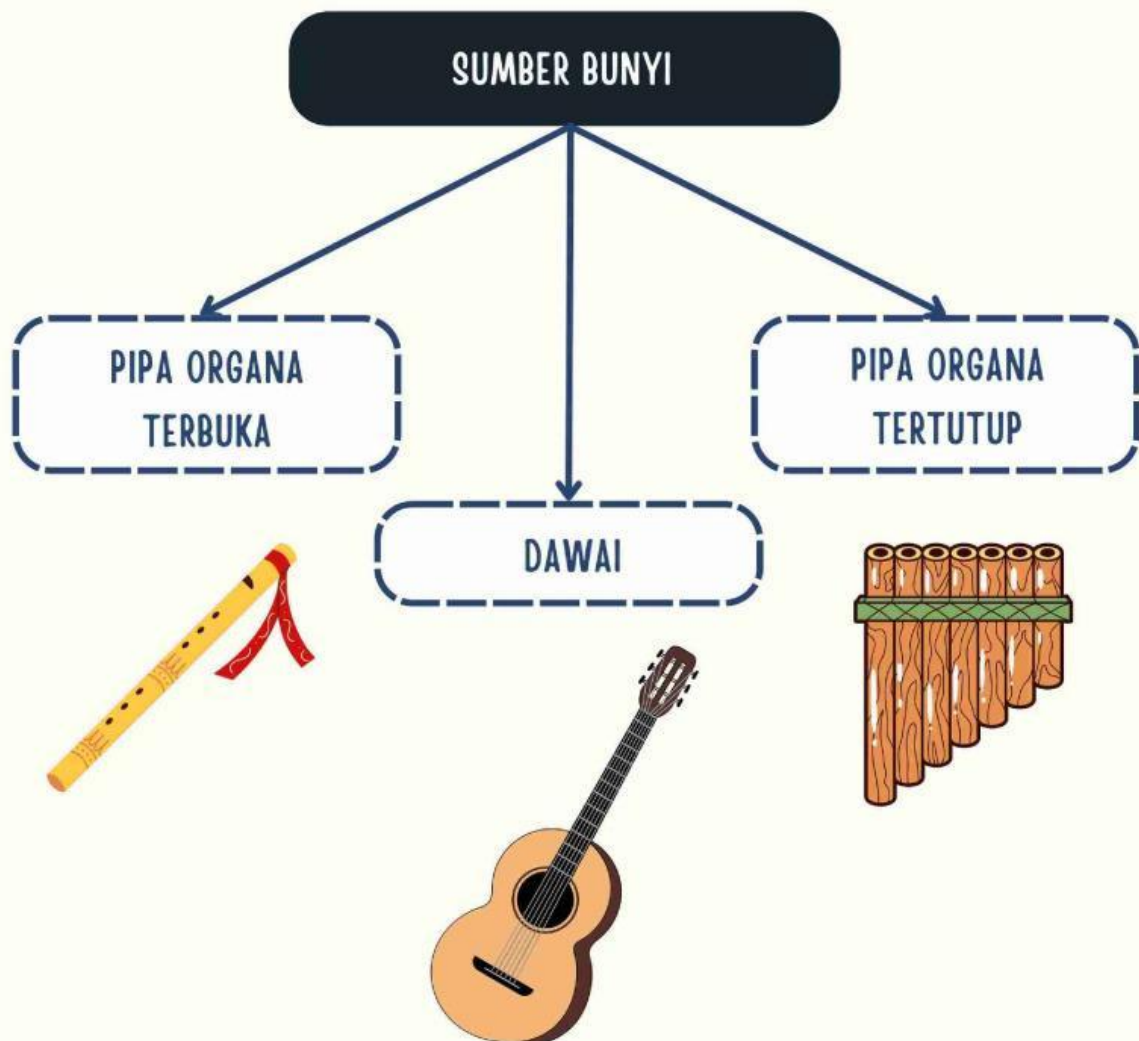 SUMBER BUNYI
PIPA ORGANA
TERBUKA
PIPA ORGANA
TERTUTUP
DAWAI